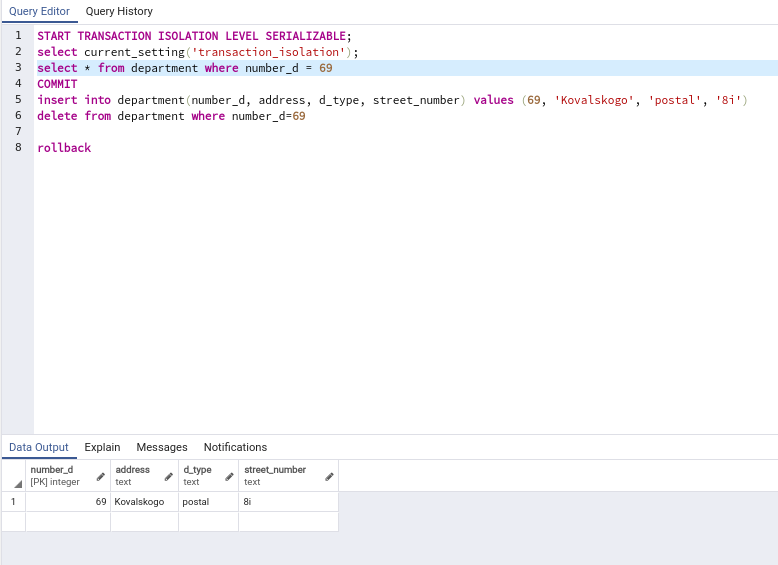 Query Editor Query History
1 START TRANSACTION ISOLATION LEVEL SERIALIZABLE;
2 select current_setting('transaction_isolation');
3 select * from department where number_d = 69
4 COMMIT
5 insert into department(number_d, address, d_type, street_number) values (69, 'Kovalskogo', 'postal', '8i')
6 delete from department where number_d=69
7
8 rollback
Data Output Explain Messages Notifications
number_d address d_type street_number
[PK] integer text text text
1 69 Kovalskogo postal 8i